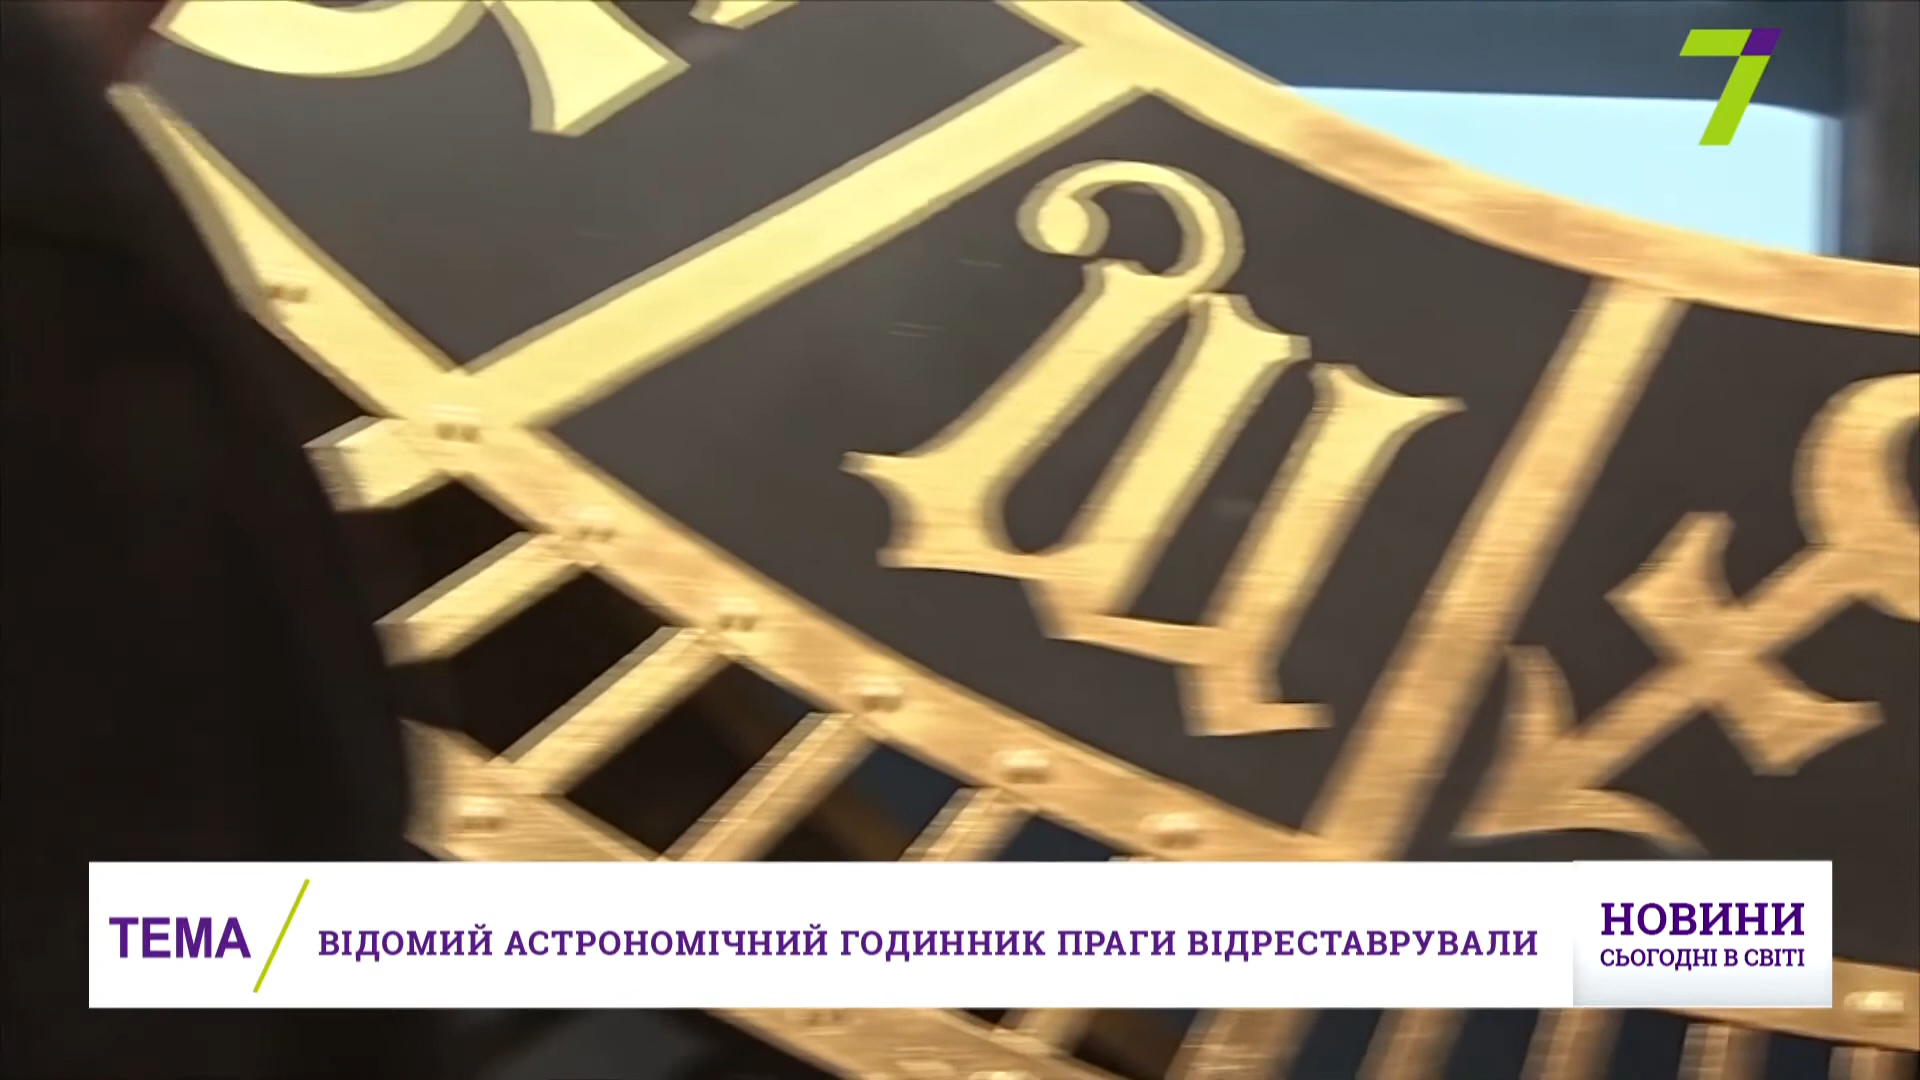 7
ТЕМА
ВІДОМИЙ АСТРОНОМІЧНИЙ ГОДИННИК ПРАГИ ВІДРЕСТАВРУВАЛИ
НОВИНИ
СЬОГОДНІ В СВІТІ